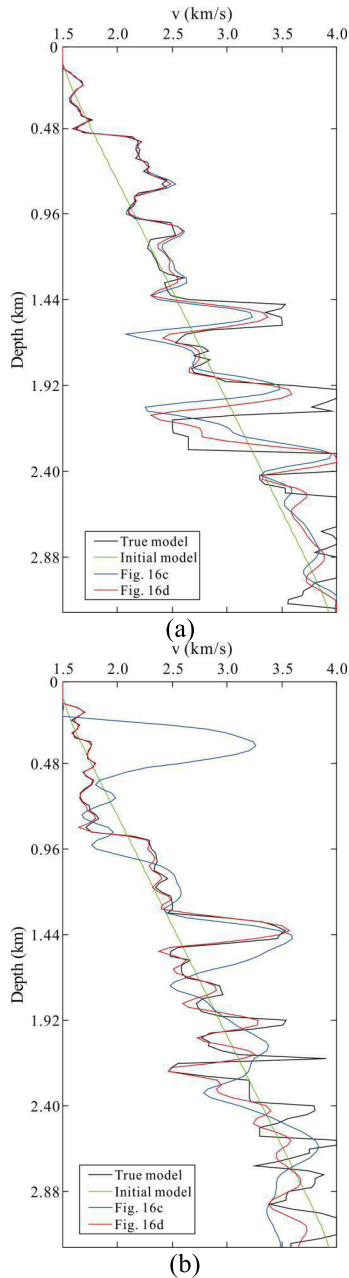 v (km/s)
1.5 2.0 2.5 3.0 3.5 4.0
0
0.48
0.96
1.44
1.92
2.40
2.88
Depth (km)
True model
Initial model
Fig. 16c
Fig. 16d
(a)
v (km/s)
1.5 2.0 2.5 3.0 3.5 4.0
0
0.48
0.96
1.44
1.92
2.40
2.88
Depth (km)
True model
Initial model
Fig. 16c
Fig. 16d
(b)